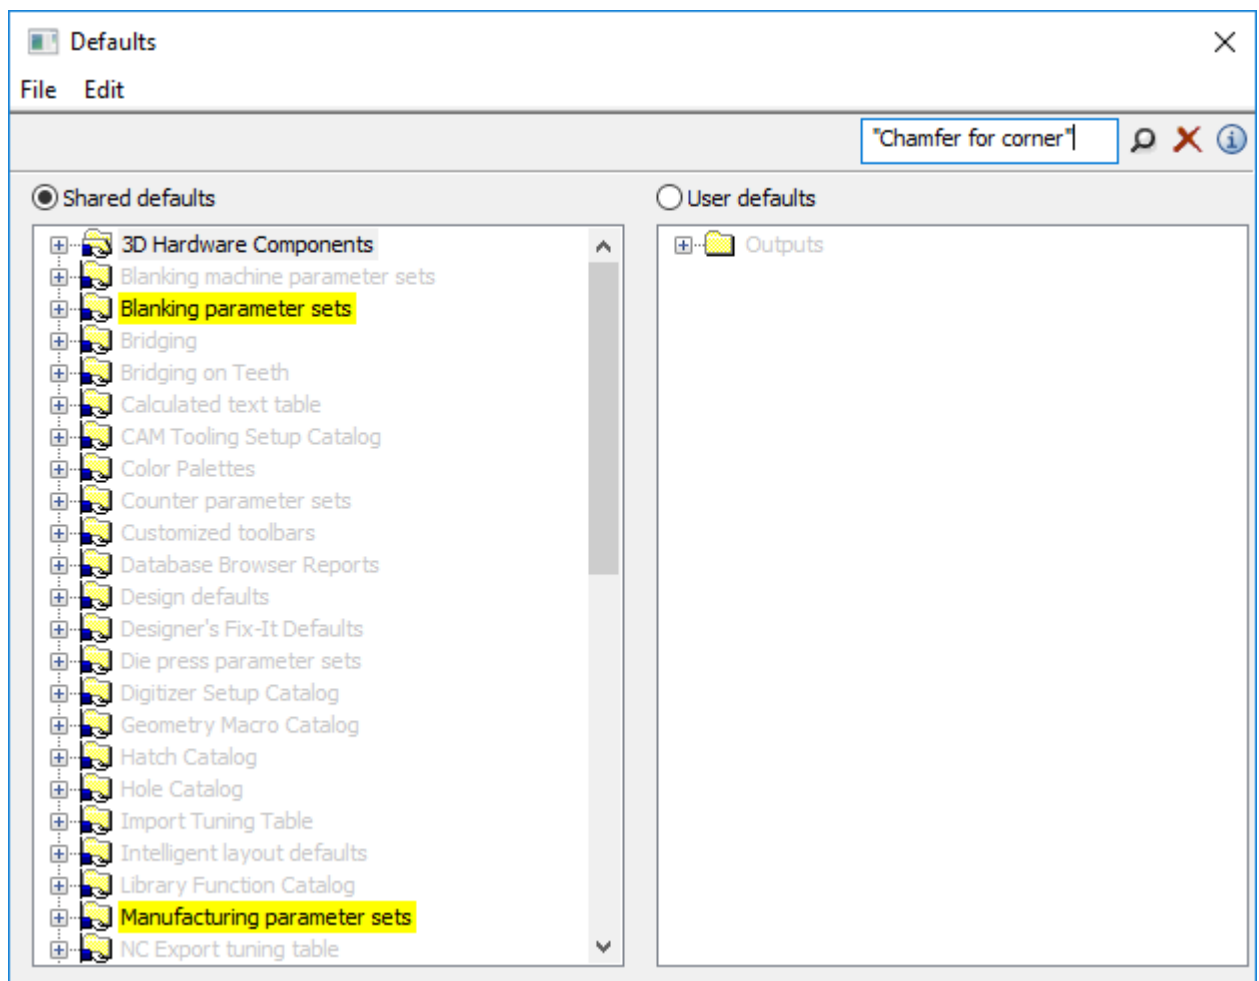 Defaults
File Edit
"Chamfer for corner"
Shared defaults
User defaults
3D Hardware Components
Blanking machine parameter sets
Blanking parameter sets
Bridging
Bridging on Teeth
Calculated text table
CAM Tooling Setup Catalog
Color Palettes
Counter parameter sets
Customized toolbars
Database Browser Reports
Design defaults
Designer's Fix-It Defaults
Die press parameter sets
Digitizer Setup Catalog
Geometry Macro Catalog
Hatch Catalog
Hole Catalog
Import Tuning Table
Intelligent layout defaults
Library Function Catalog
Manufacturing parameter sets
NC Export tuning table
Outputs